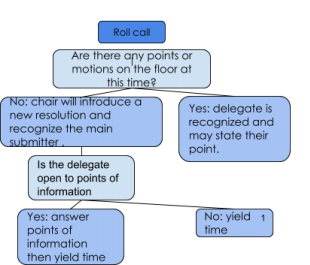 Roll call
Are there any points or
motions on the floor at
this time?
No: chair will introduce a
new resolution and
recognize the main
submitter .
Yes: delegate is
recognized and
may state their
point.
Is the delegate
open to points of
information
Yes: answer
points of
information
then yield time
No: yield 1
time